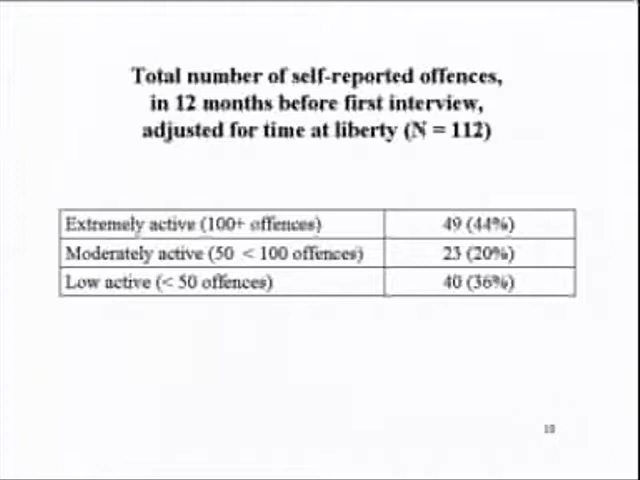 Total number of self-reported offences,
in 12 months before first interview,
adjusted for time at liberty (N = 112)
Extremely active (100+ offences) 49 (44%)
Moderately active (50 < 100 offences) 23 (20%)
Low active (< 50 offences) 40 (36%)
10